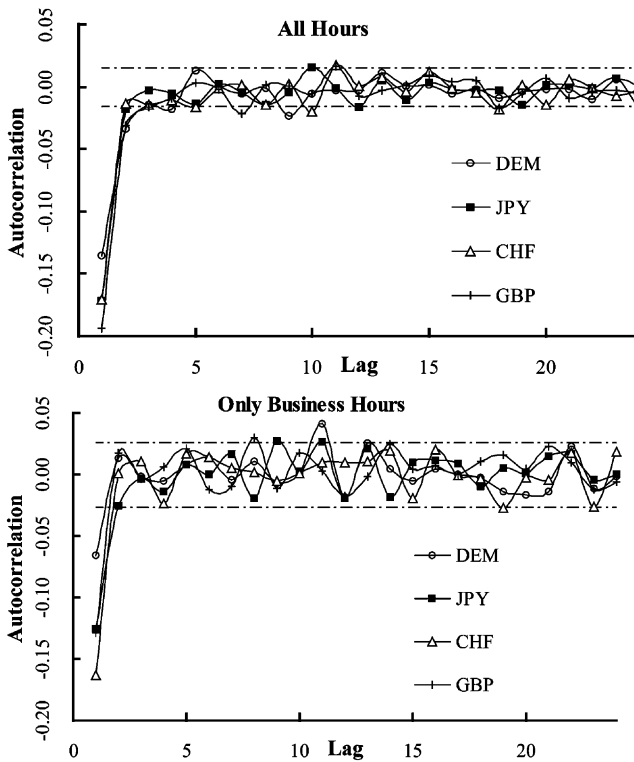 All Hours
0.05
0.00
-0.05
-0.10
-0.15
-0.20
Autocorrelation
DEM
JPY
CHF
GBP
0
5
10
15
20
Lag
Only Business Hours
0.05
0.00
-0.05
-0.10
-0.15
-0.20
Autocorrelation
DEM
JPY
CHF
GBP
0
5
10
15
20
Lag